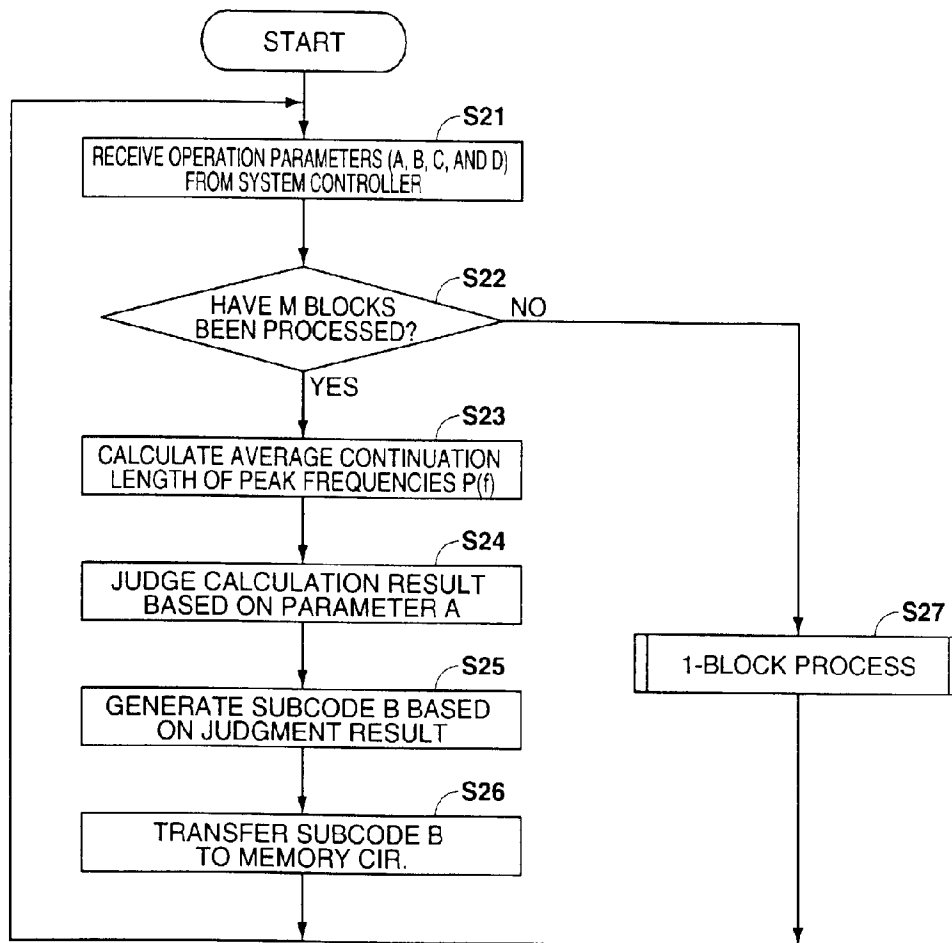 START
S21
RECEIVE OPERATION PARAMETERS (A, B, C, AND D)
FROM SYSTEM CONTROLLER
S22
HAVE M BLOCKS
BEEN PROCESSED?
NO
YES
S23
CALCULATE AVERAGE CONTINUATION
LENGTH OF PEAK FREQUENCIES P(f)
S24
JUDGE CALCULATION RESULT
BASED ON PARAMETER A
S27
1-BLOCK PROCESS
S25
GENERATE SUBCODE B BASED
ON JUDGMENT RESULT
S26
TRANSFER SUBCODE B
TO MEMORY CIR.